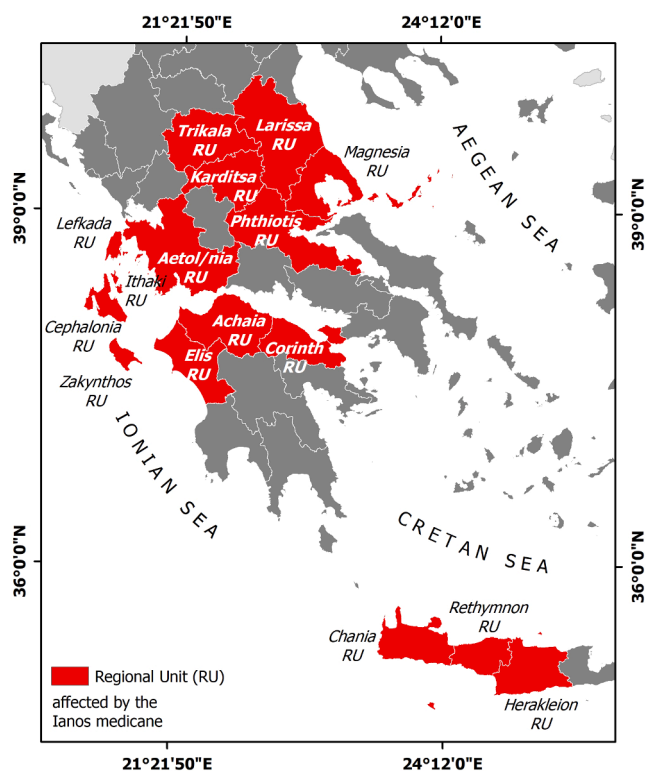 21°21'50"E
24°12'0"E
39°0'0"N
39°0'0"N
Trikala
RU
Larissa
RU
Magnesia
RU
Karditsa
RU
AEGEAN SEA
Lefkada
RU
Phthiotis
RU
Aetol/nia
RU
Ithaki
RU
Cephalonia
RU
Achaia
RU
Corinth
RU
Elis
RU
Zakynthos
RU
IONIAN SEA
CRETAN SEA
36°0'0"N
36°0'0"N
Rethymnon
RU
Chania
RU
Herakleion
RU
Regional Unit (RU)
affected by the
Ianos medicane
21°21'50"E
24°12'0"E